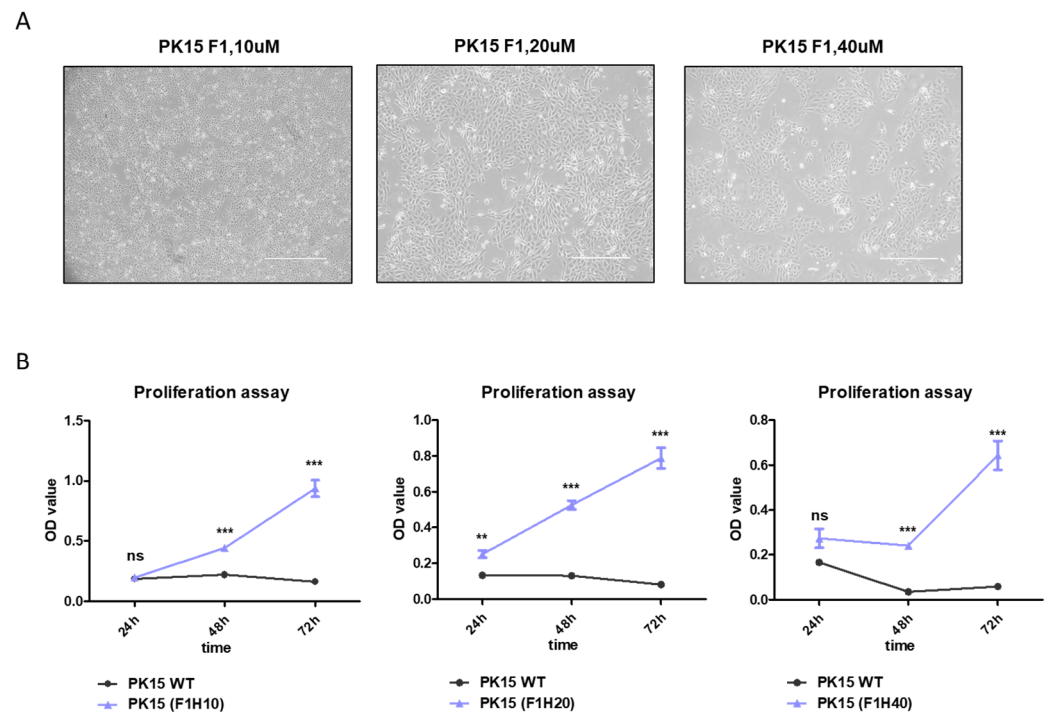 A
PK15 F1,10uM
PK15 F1,20uM
PK15 F1,40uM
B
Proliferation assay
1.5
1.0
0.5
0.0
OD value
ns
***
***
24h
48h
72h
time
PK15 WT
PK15 (F1H10)
Proliferation assay
1.0
0.8
0.6
0.4
0.2
0.0
OD value
**
***
***
24h
48h
72h
time
PK15 WT
PK15 (F1H20)
Proliferation assay
0.8
0.6
0.4
0.2
0.0
OD value
ns
***
***
24h
48h
72h
time
PK15 WT
PK15 (F1H40)